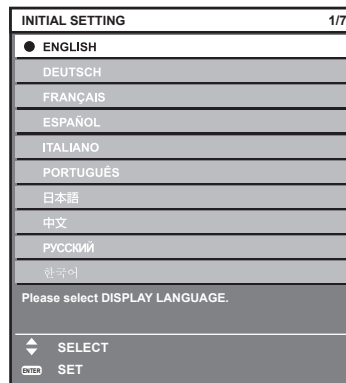 INITIAL SETTING 1/7
ENGLISH
DEUTSCH
FRANÇAIS
ESPAÑOL
ITALIANO
PORTUGUÊS
日本語
中文
РУССКИЙ
한국어
Please select DISPLAY LANGUAGE.
SELECT
ENTER SET